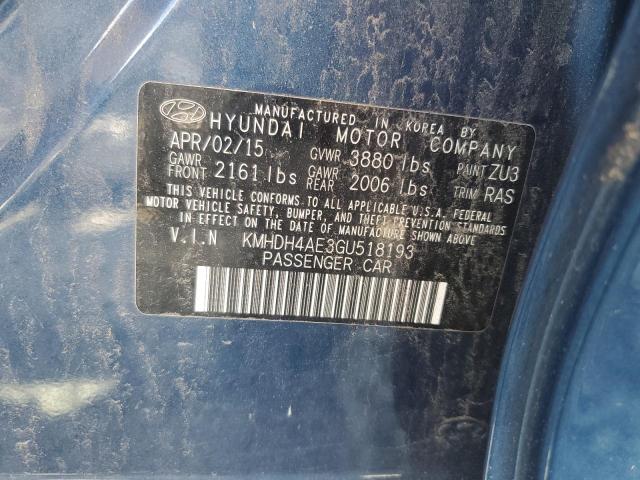 MANUFACTURED IN KOREA BY
HYUNDAI MOTOR COMPANY
APR/02/15 GVWR 3880 lbs PAINT ZU3
GAWR FRONT 2161 lbs GAWR REAR 2006 lbs TRIM RAS
THIS VEHICLE CONFORMS TO ALL APPLICABLE U.S.A. FEDERAL
MOTOR VEHICLE SAFETY, BUMPER, AND THEFT PREVENTION STANDARDS
IN EFFECT ON THE DATE OF MANUFACTURE SHOWN ABOVE.
V.I.N KMHDH4AE3GU518193
PASSENGER CAR